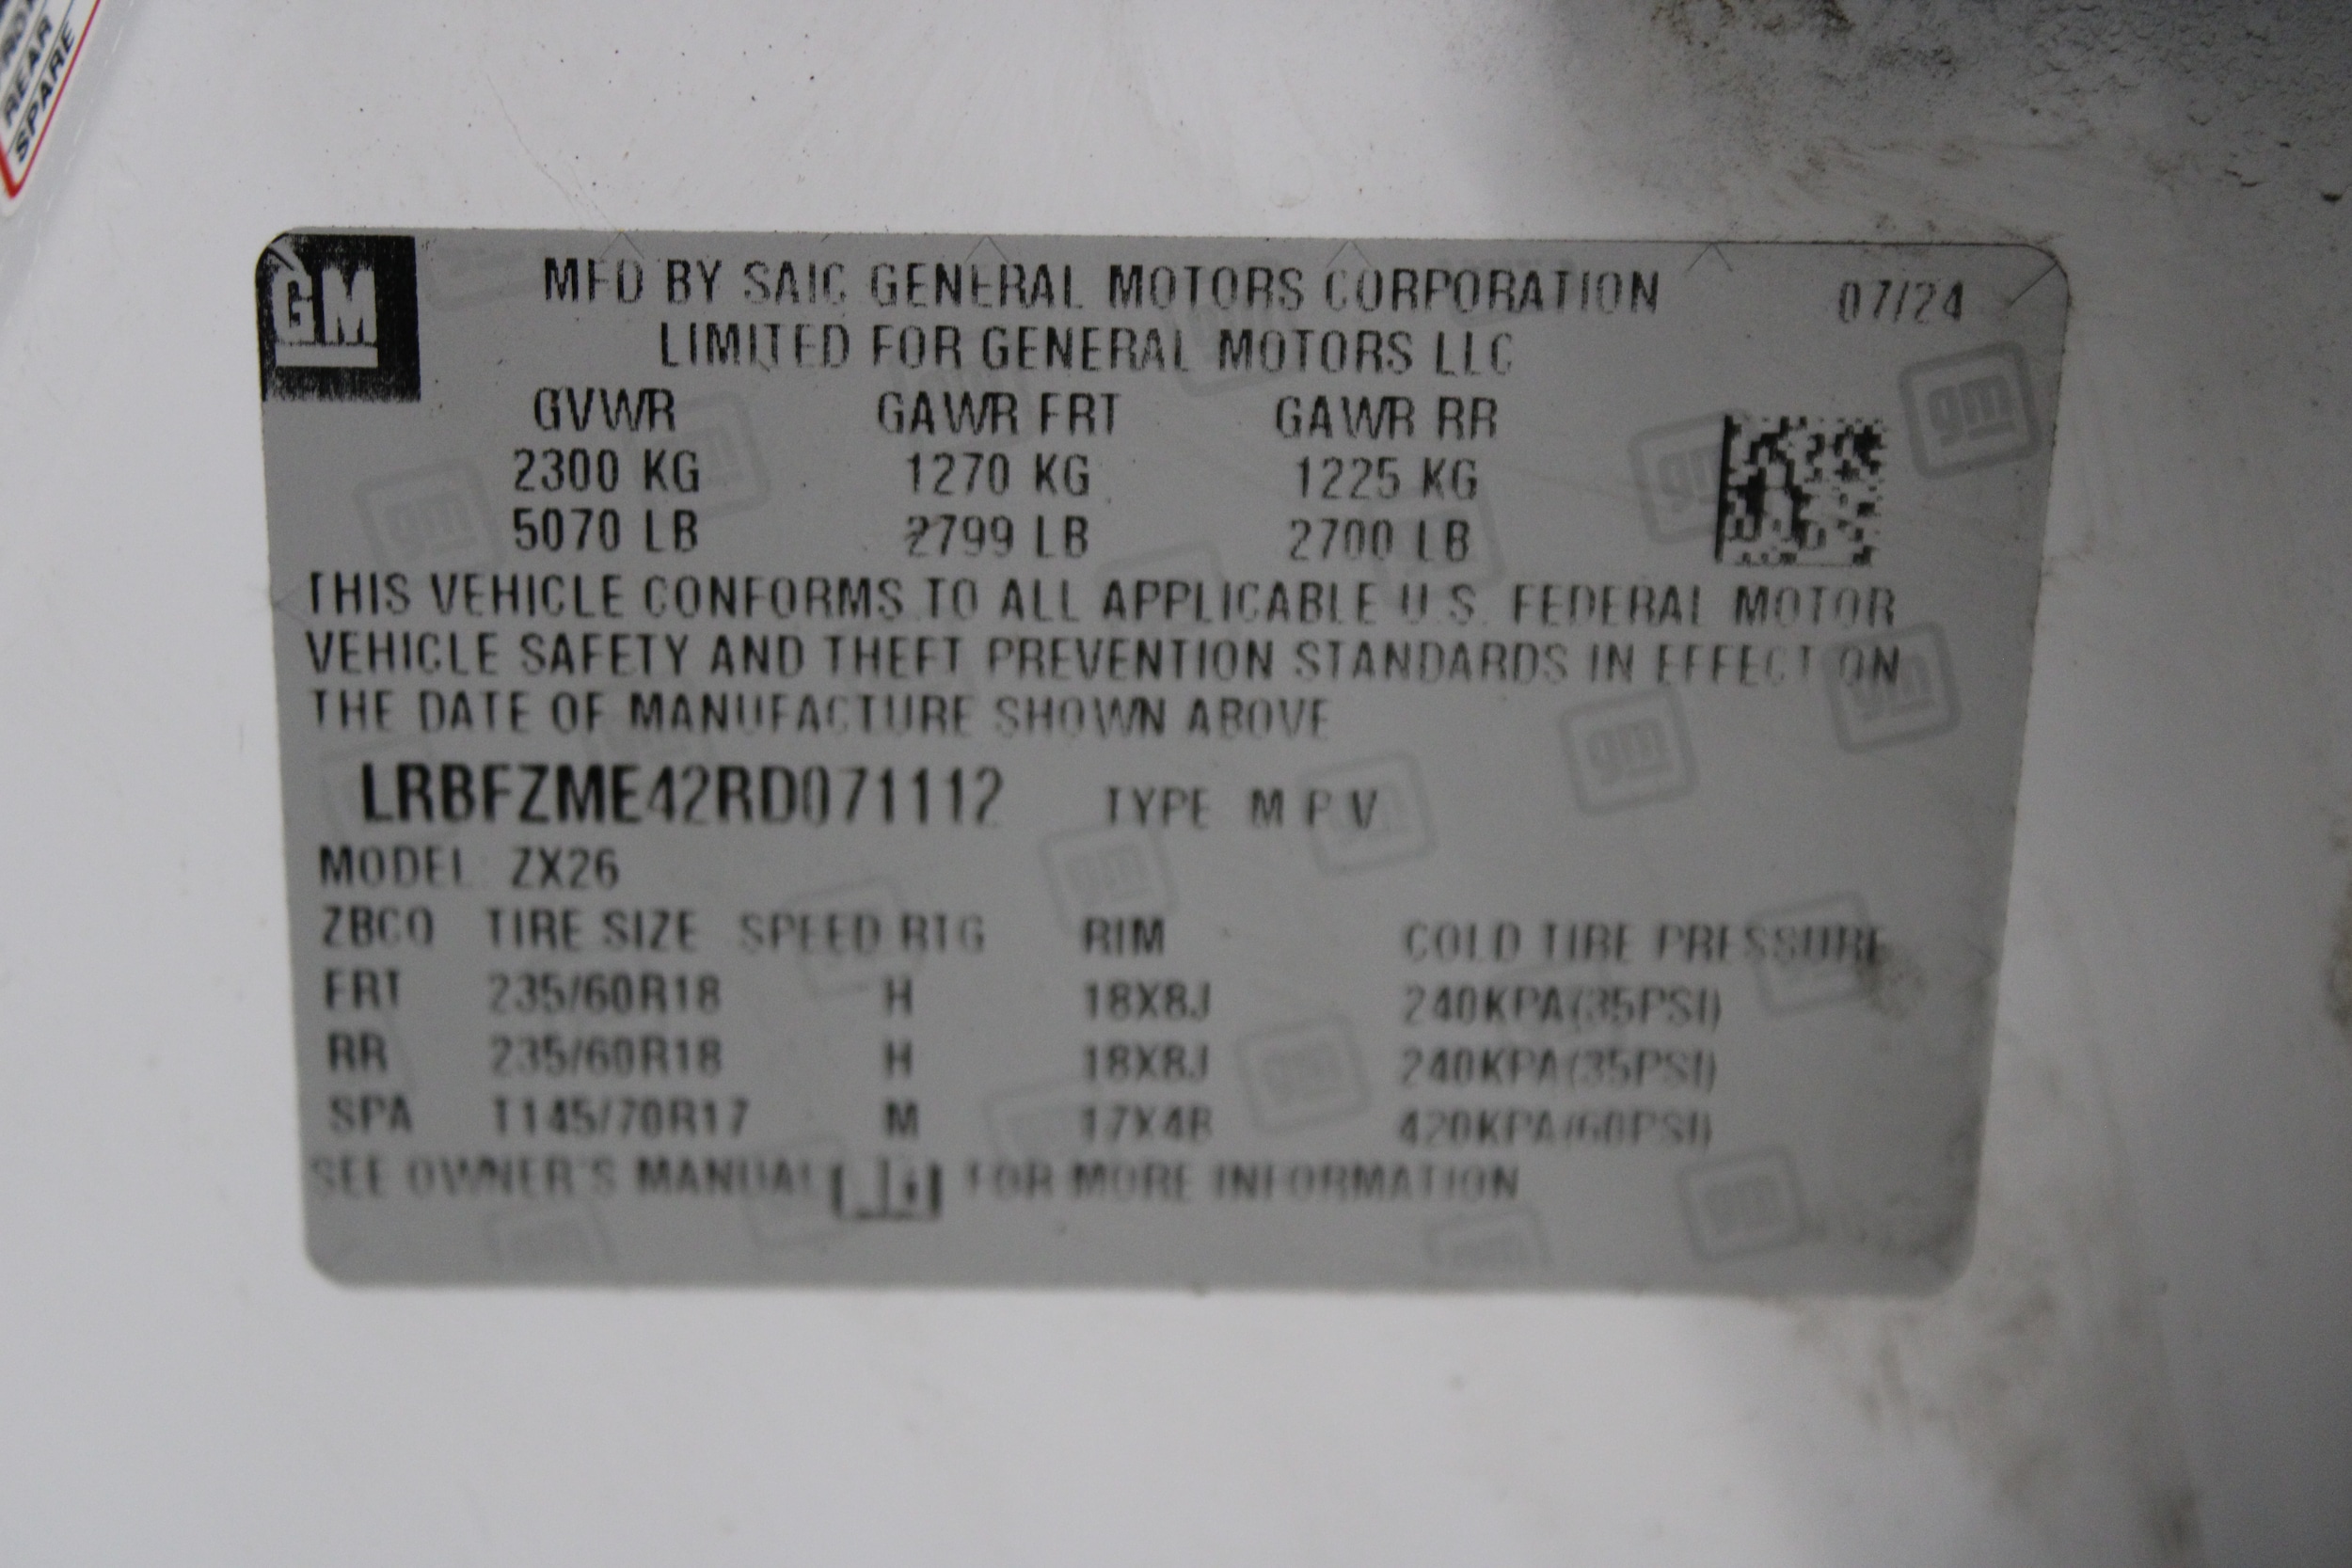 REAR
SPARE
GM
MFD BY SAIC GENERAL MOTORS CORPORATION 07/24
LIMITED FOR GENERAL MOTORS LLC
GVWR GAWR FRT GAWR RR
2300 KG 1270 KG 1225 KG
5070 LB 2799 LB 2700 LB
THIS VEHICLE CONFORMS TO ALL APPLICABLE U.S. FEDERAL MOTOR
VEHICLE SAFETY AND THEFT PREVENTION STANDARDS IN EFFECT ON
THE DATE OF MANUFACTURE SHOWN ABOVE
LRBFZME42RD071112 TYPE M P V
MODEL ZX26
ZBCO TIRE SIZE SPEED RTG RIM COLD TIRE PRESSURE
FRT 235/60R18 H 18X8J 240KPA(35PSI)
RR 235/60R18 H 18X8J 240KPA(35PSI)
SPA T145/70R17 M 17X4B 420KPA(60PSI)
SEE OWNER'S MANUAL FOR MORE INFORMATION